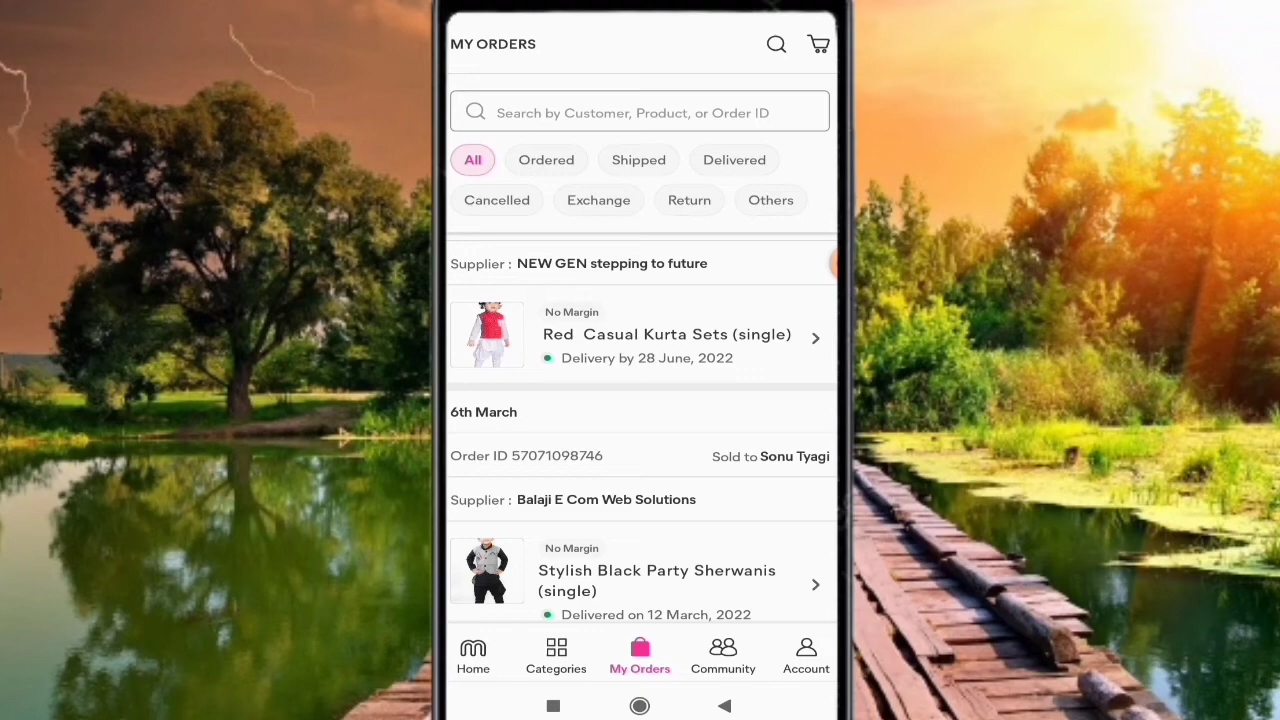 MY ORDERS
Search by Customer, Product, or Order ID
All Ordered Shipped Delivered
Cancelled Exchange Return Others
Supplier : NEW GEN stepping to future
No Margin
Red Casual Kurta Sets (single)
Delivery by 28 June, 2022
6th March
Order ID 57071098746 Sold to Sonu Tyagi
Supplier : Balaji E Com Web Solutions
No Margin
Stylish Black Party Sherwanis
(single)
Delivered on 12 March, 2022
Home Categories My Orders Community Account